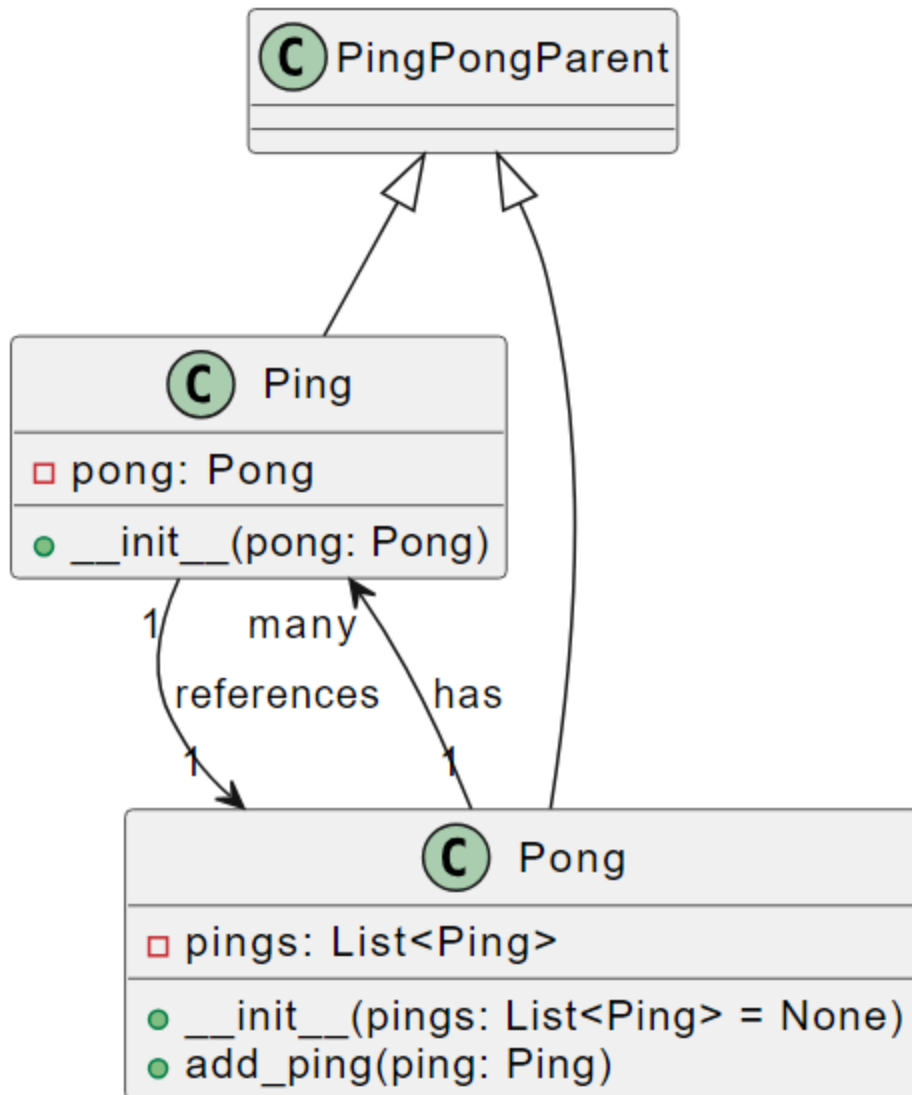 C PingPongParent
C Ping
pong: Pong
__init__(pong: Pong)
1
many
references
has
1
1
C Pong
pings: List<Ping>
__init__(pings: List<Ping> = None)
add_ping(ping: Ping)